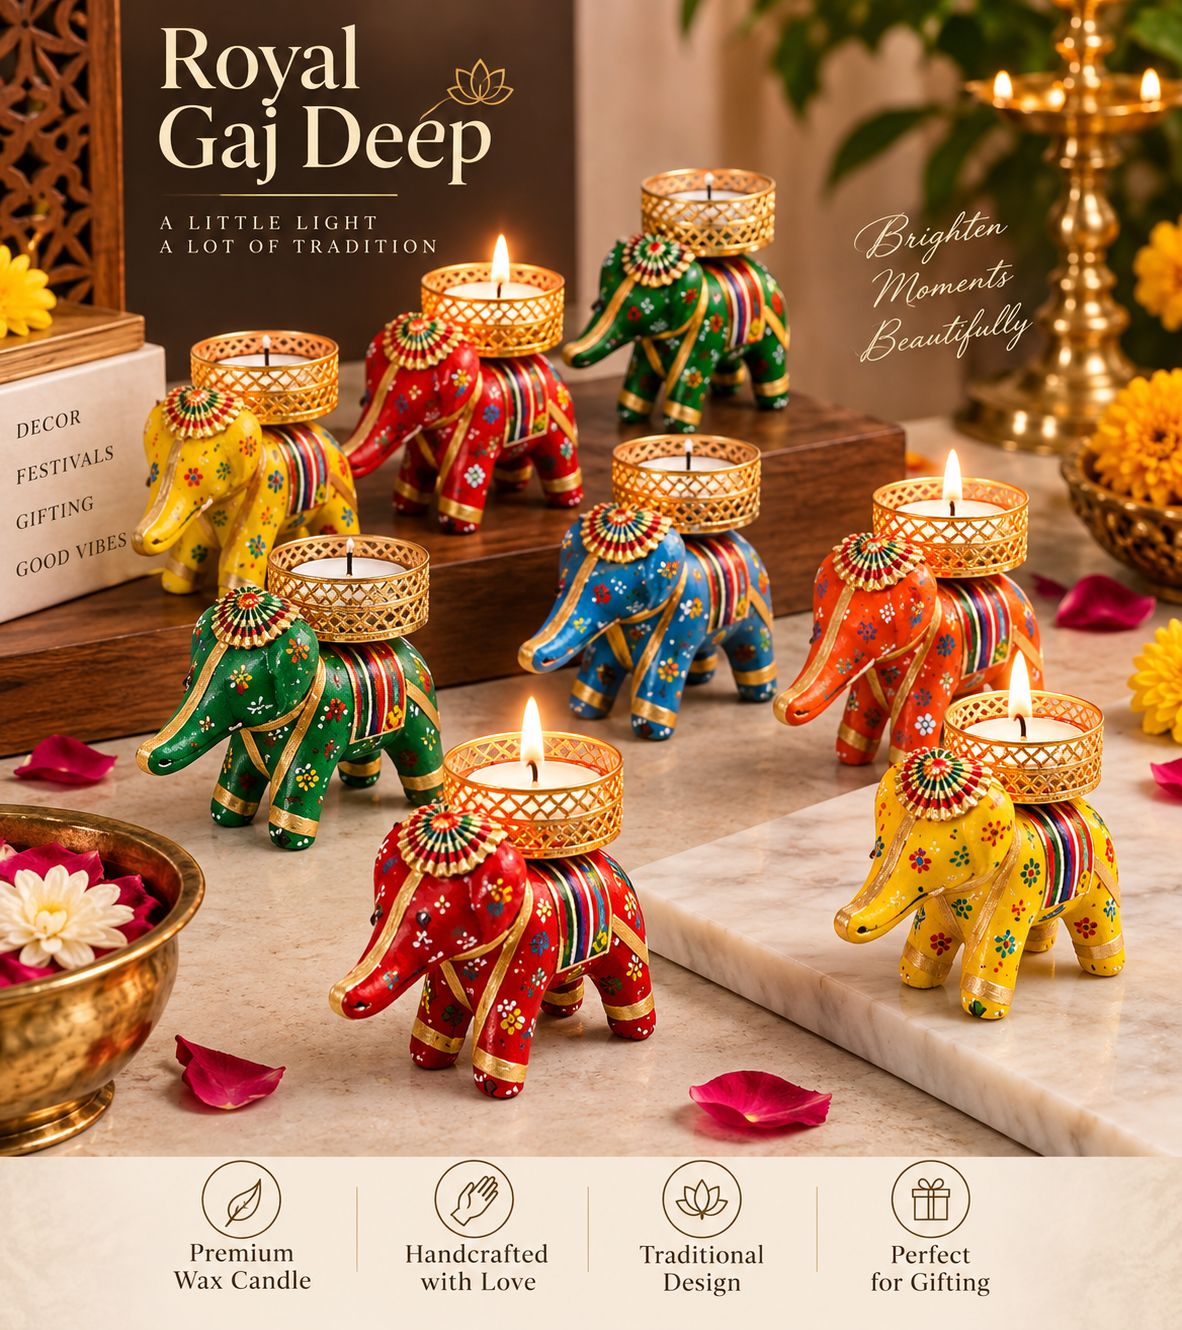 Royal
Gaj Deep
A LITTLE LIGHT
A LOT OF TRADITION
Brighten
Moments
Beautifully
DECOR
FESTIVALS
GIFTING
GOOD VIBES
Premium
Wax Candle
Handcrafted
with Love
Traditional
Design
Perfect
for Gifting